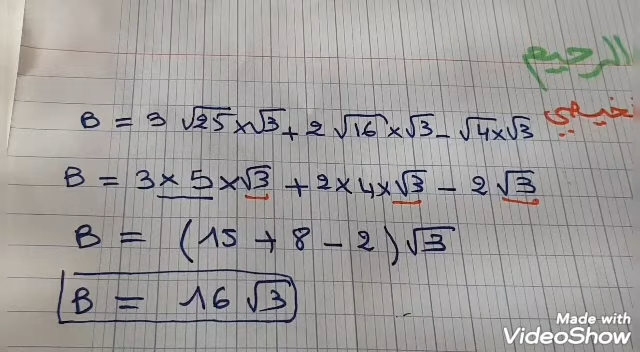 الرحيم
B = 3 √25 × √3 + 2 √16 × √3 - √4 × √3
B = 3 × 5 × √3 + 2 × 4 × √3 - 2 √3
B = (15 + 8 - 2) √3
B = 16 √3
Made with
VideoShow